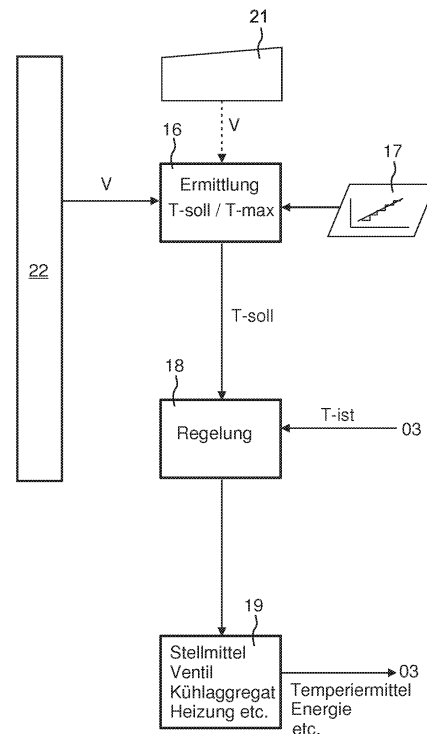 21
V
16
17
V
Ermittlung
T-soll / T-max
22
T-soll
18
T-ist
03
Regelung
19
Stellmittel
Ventil
Kühlaggregat
Heizung etc.
03
Temperiermittel
Energie
etc.